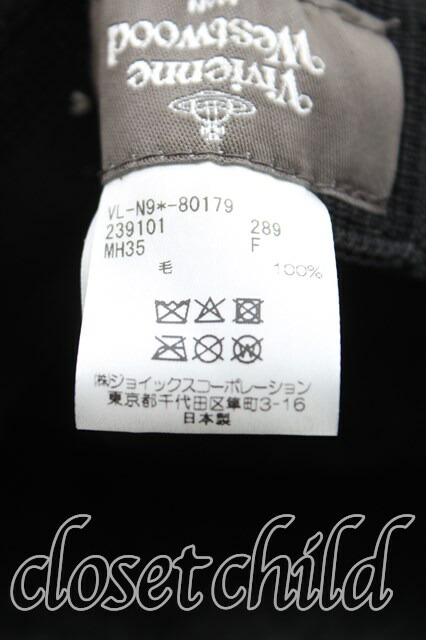 MAN
Vivienne
Westwood
VL-N9*-80179
239101 289
MH35 F
毛 100%
㈱ジョイックスコーポレーション
東京都千代田区隼町3-16
日本製
closet child